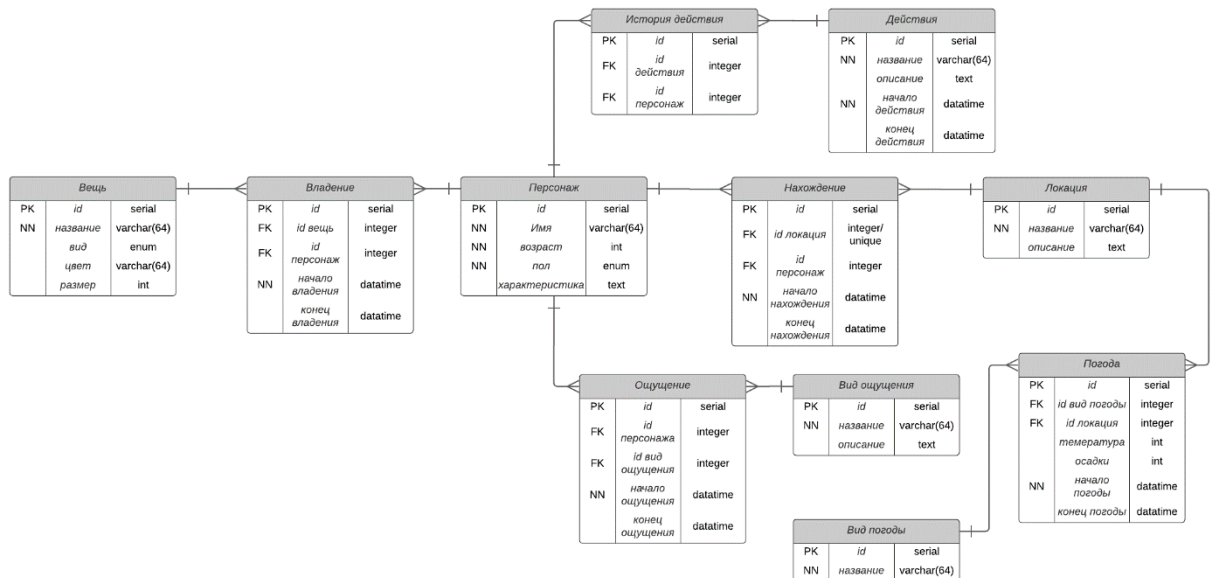 История действия
PK id serial
FK id
действия integer
FK id
персонаж integer
Действия
PK id serial
NN название varchar(64)
описание text
NN начало
действия datatime
конец
действия datatime
Вещь
PK id serial
NN название varchar(64)
вид enum
цвет varchar(64)
размер int
Владение
PK id serial
FK id вещь integer
FK id
персонаж integer
NN начало
владения datatime
конец
владения datatime
Персонаж
PK id serial
NN Имя varchar(64)
NN возраст int
NN пол enum
характеристика text
Нахождение
PK id serial
FK id локация integer/
unique
FK id
персонаж integer
NN начало
нахождения datatime
конец
нахождения datatime
Локация
PK id serial
NN название varchar(64)
описание text
Ощущение
PK id serial
FK id
персонажа integer
FK id вид
ощущения integer
NN начало
ощущения datatime
конец
ощущения datatime
Вид ощущения
PK id serial
NN название varchar(64)
описание text
Погода
PK id serial
FK id вид погоды integer
FK id локация integer
темература int
осадки int
NN начало
погоды datatime
конец погоды datatime
Вид погоды
PK id serial
NN название varchar(64)